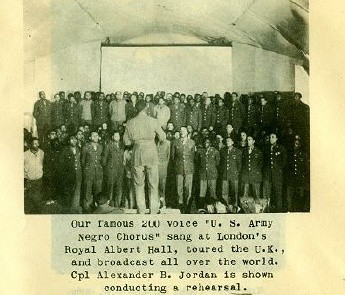 Our famous 200 voice "U. S. Army
Negro Chorus" sang at London's
Royal Albert Hall, toured the U.K.,
and broadcast all over the world.
Cpl Alexander B. Jordan is shown
conducting a rehearsal.